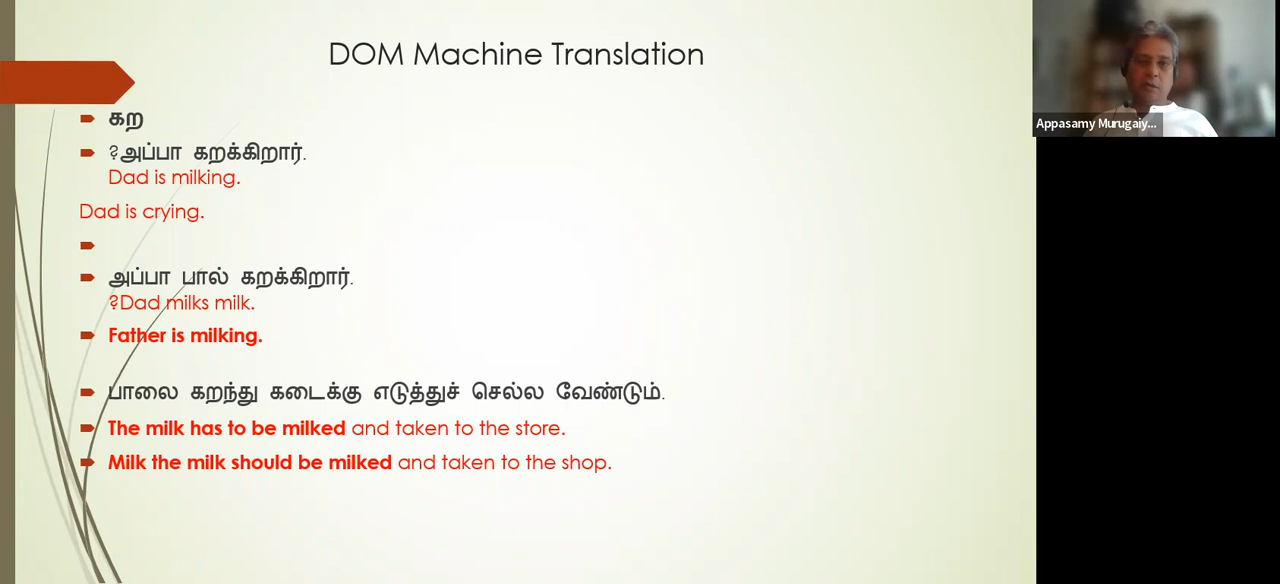 DOM Machine Translation
கற
?அப்பா கறக்கிறார்.
Dad is milking.
Dad is crying.
அப்பா பால் கறக்கிறார்.
?Dad milks milk.
Father is milking.
பாலை கறந்து கடைக்கு எடுத்துச் செல்ல வேண்டும்.
The milk has to be milked and taken to the store.
Milk the milk should be milked and taken to the shop.
Appasamy Murugaiy...